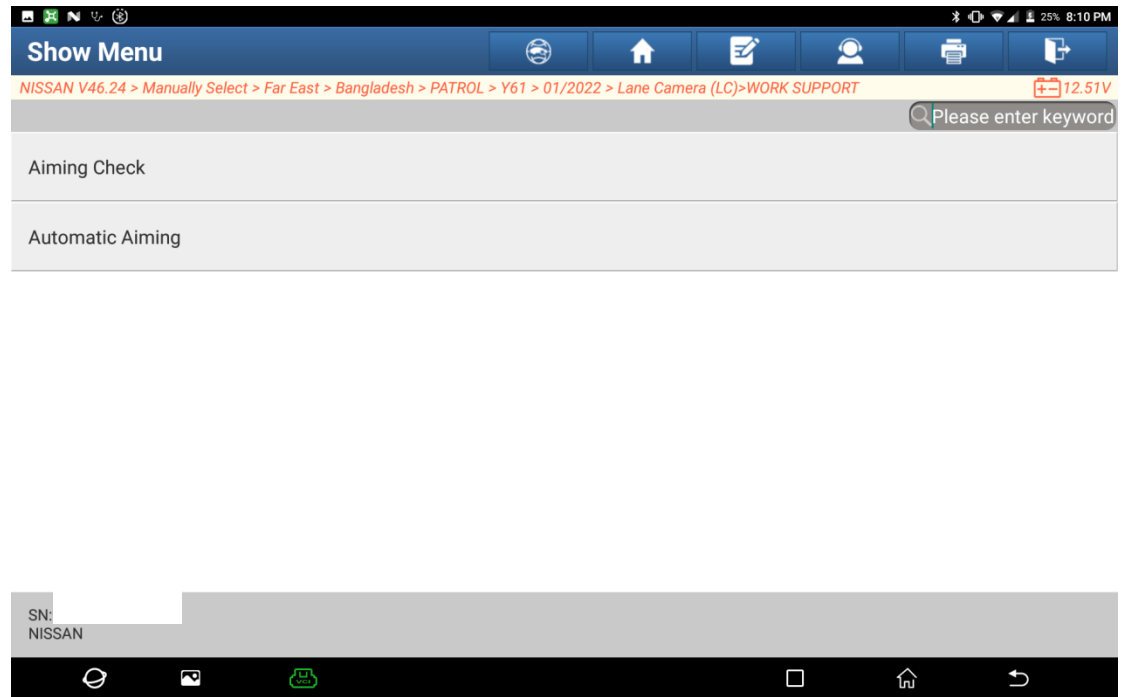 25% 8:10 PM
Show Menu
NISSAN V46.24 > Manually Select > Far East > Bangladesh > PATROL > Y61 > 01/2022 > Lane Camera (LC)>WORK SUPPORT 12.51V
Please enter keyword
Aiming Check
Automatic Aiming
SN:
NISSAN
VCI